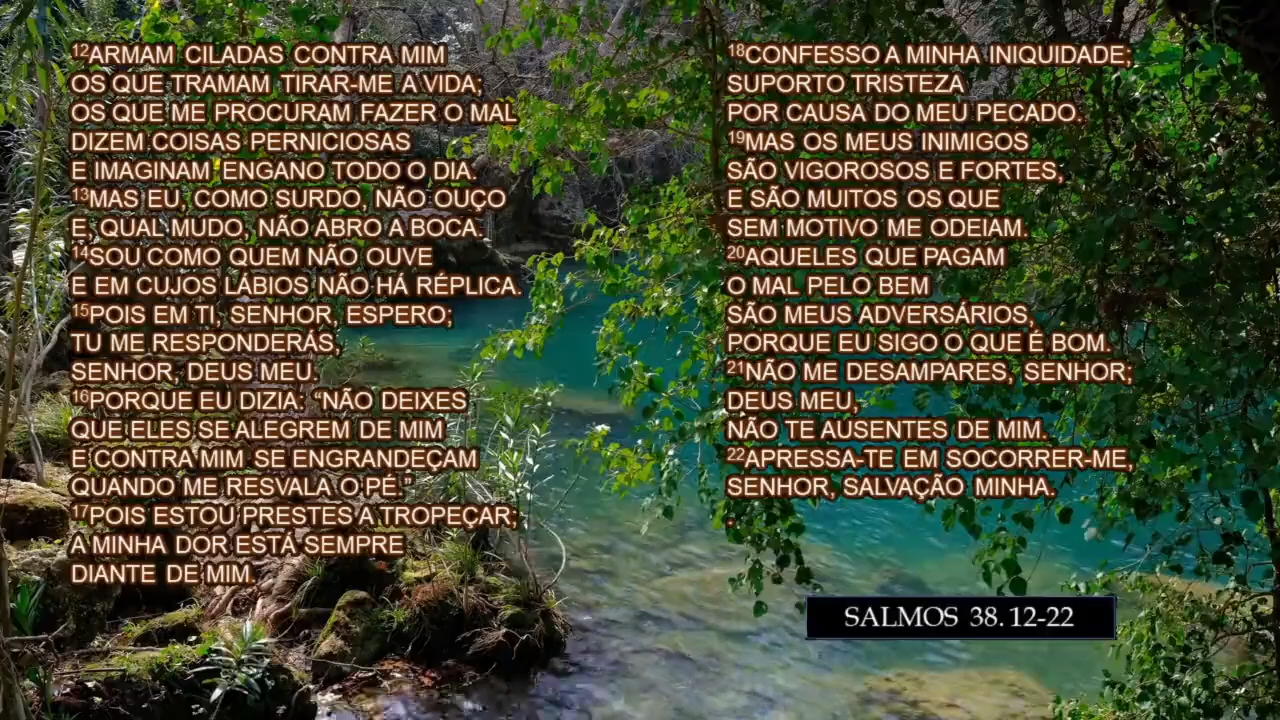 ¹²ARMAM CILADAS CONTRA MIM
OS QUE TRAMAM TIRAR-ME A VIDA;
OS QUE ME PROCURAM FAZER O MAL
DIZEM COISAS PERNICIOSAS
E IMAGINAM ENGANO TODO O DIA.
¹³MAS EU, COMO SURDO, NÃO OUÇO
E, QUAL MUDO, NÃO ABRO A BOCA.
¹⁴SOU COMO QUEM NÃO OUVE
E EM CUJOS LÁBIOS NÃO HÁ RÉPLICA.
¹⁵POIS EM TI, SENHOR, ESPERO;
TU ME RESPONDERÁS,
SENHOR, DEUS MEU.
¹⁶PORQUE EU DIZIA: “NÃO DEIXES
QUE ELES SE ALEGREM DE MIM
E CONTRA MIM SE ENGRANDEÇAM
QUANDO ME RESVALA O PÉ.”
¹⁷POIS ESTOU PRESTES A TROPEÇAR;
A MINHA DOR ESTÁ SEMPRE
DIANTE DE MIM.
¹⁸CONFESSO A MINHA INIQUIDADE;
SUPORTO TRISTEZA
POR CAUSA DO MEU PECADO.
¹⁹MAS OS MEUS INIMIGOS
SÃO VIGOROSOS E FORTES;
E SÃO MUITOS OS QUE
SEM MOTIVO ME ODEIAM.
²⁰AQUELES QUE PAGAM
O MAL PELO BEM
SÃO MEUS ADVERSÁRIOS,
PORQUE EU SIGO O QUE É BOM.
²¹NÃO ME DESAMPARES, SENHOR;
DEUS MEU,
NÃO TE AUSENTES DE MIM.
²²APRESSA-TE EM SOCORRER-ME,
SENHOR, SALVAÇÃO MINHA.
.
SALMOS 38. 12-22